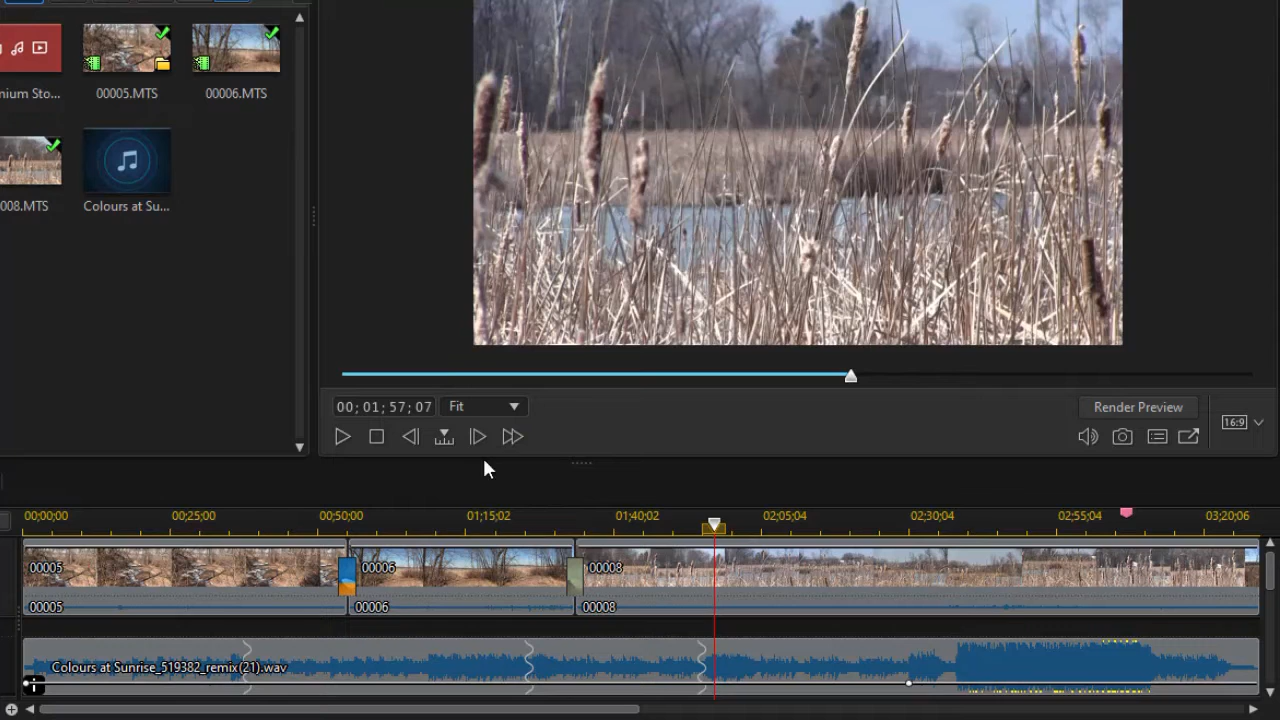 nium Sto...
00005.MTS
00006.MTS
008.MTS
Colours at Su...
00; 01; 57; 07
Fit
Render Preview
16:9
00;00;00
00;25;00
00;50;00
01;15;02
01;40;02
02;05;04
02;30;04
02;55;04
03;20;06
00005
00006
00008
00005
00006
00008
Colours at Sunrise_519382_remix(21).wav